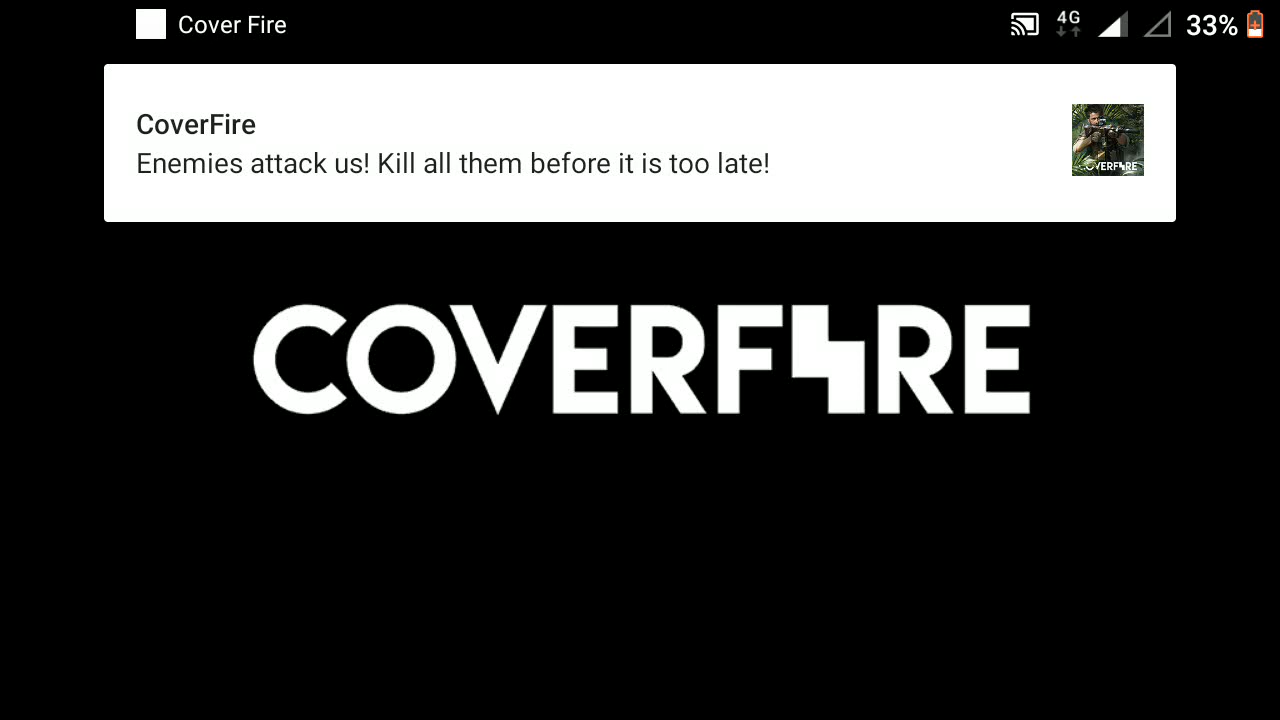 Cover Fire
4G
33%
CoverFire
Enemies attack us! Kill all them before it is too late!
COVERFIRE
COVERFIRE